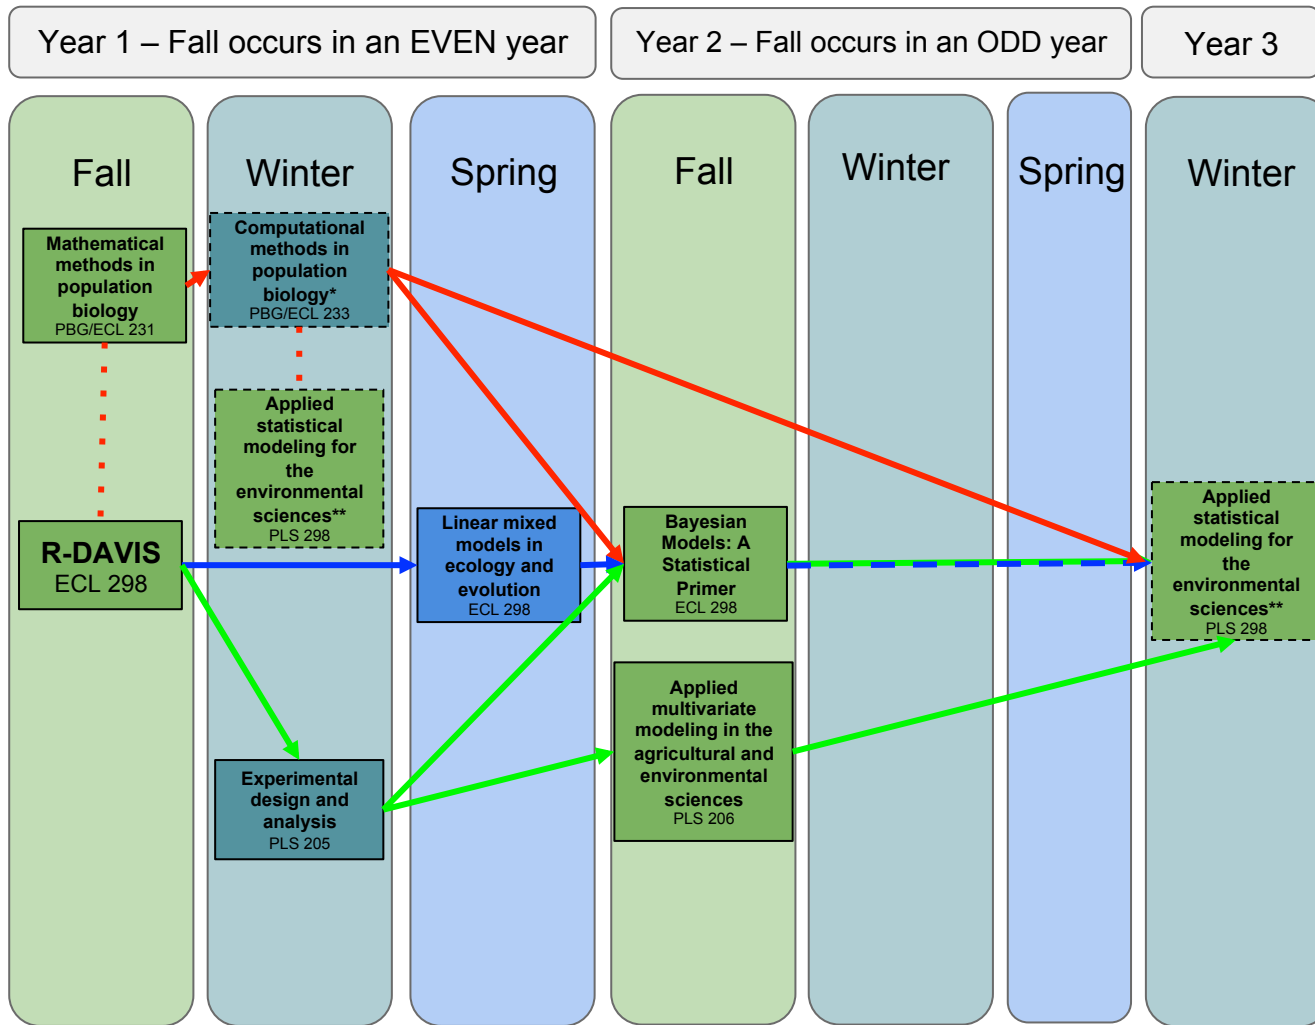 Year 1 – Fall occurs in an EVEN year
Year 2 – Fall occurs in an ODD year
Year 3
Fall
Winter
Spring
Fall
Winter
Spring
Winter
Mathematical
methods in
population
biology
PBG/ECL 231
Computational
methods in
population
biology*
PBG/ECL 233
Applied
statistical
modeling for
the
environmental
sciences**
PLS 298
R-DAVIS
ECL 298
Linear mixed
models in
ecology and
evolution
ECL 298
Bayesian
Models: A
Statistical
Primer
ECL 298
Applied
statistical
modeling for
the
environmental
sciences**
PLS 298
Experimental
design and
analysis
PLS 205
Applied
multivariate
modeling in the
agricultural and
environmental
sciences
PLS 206